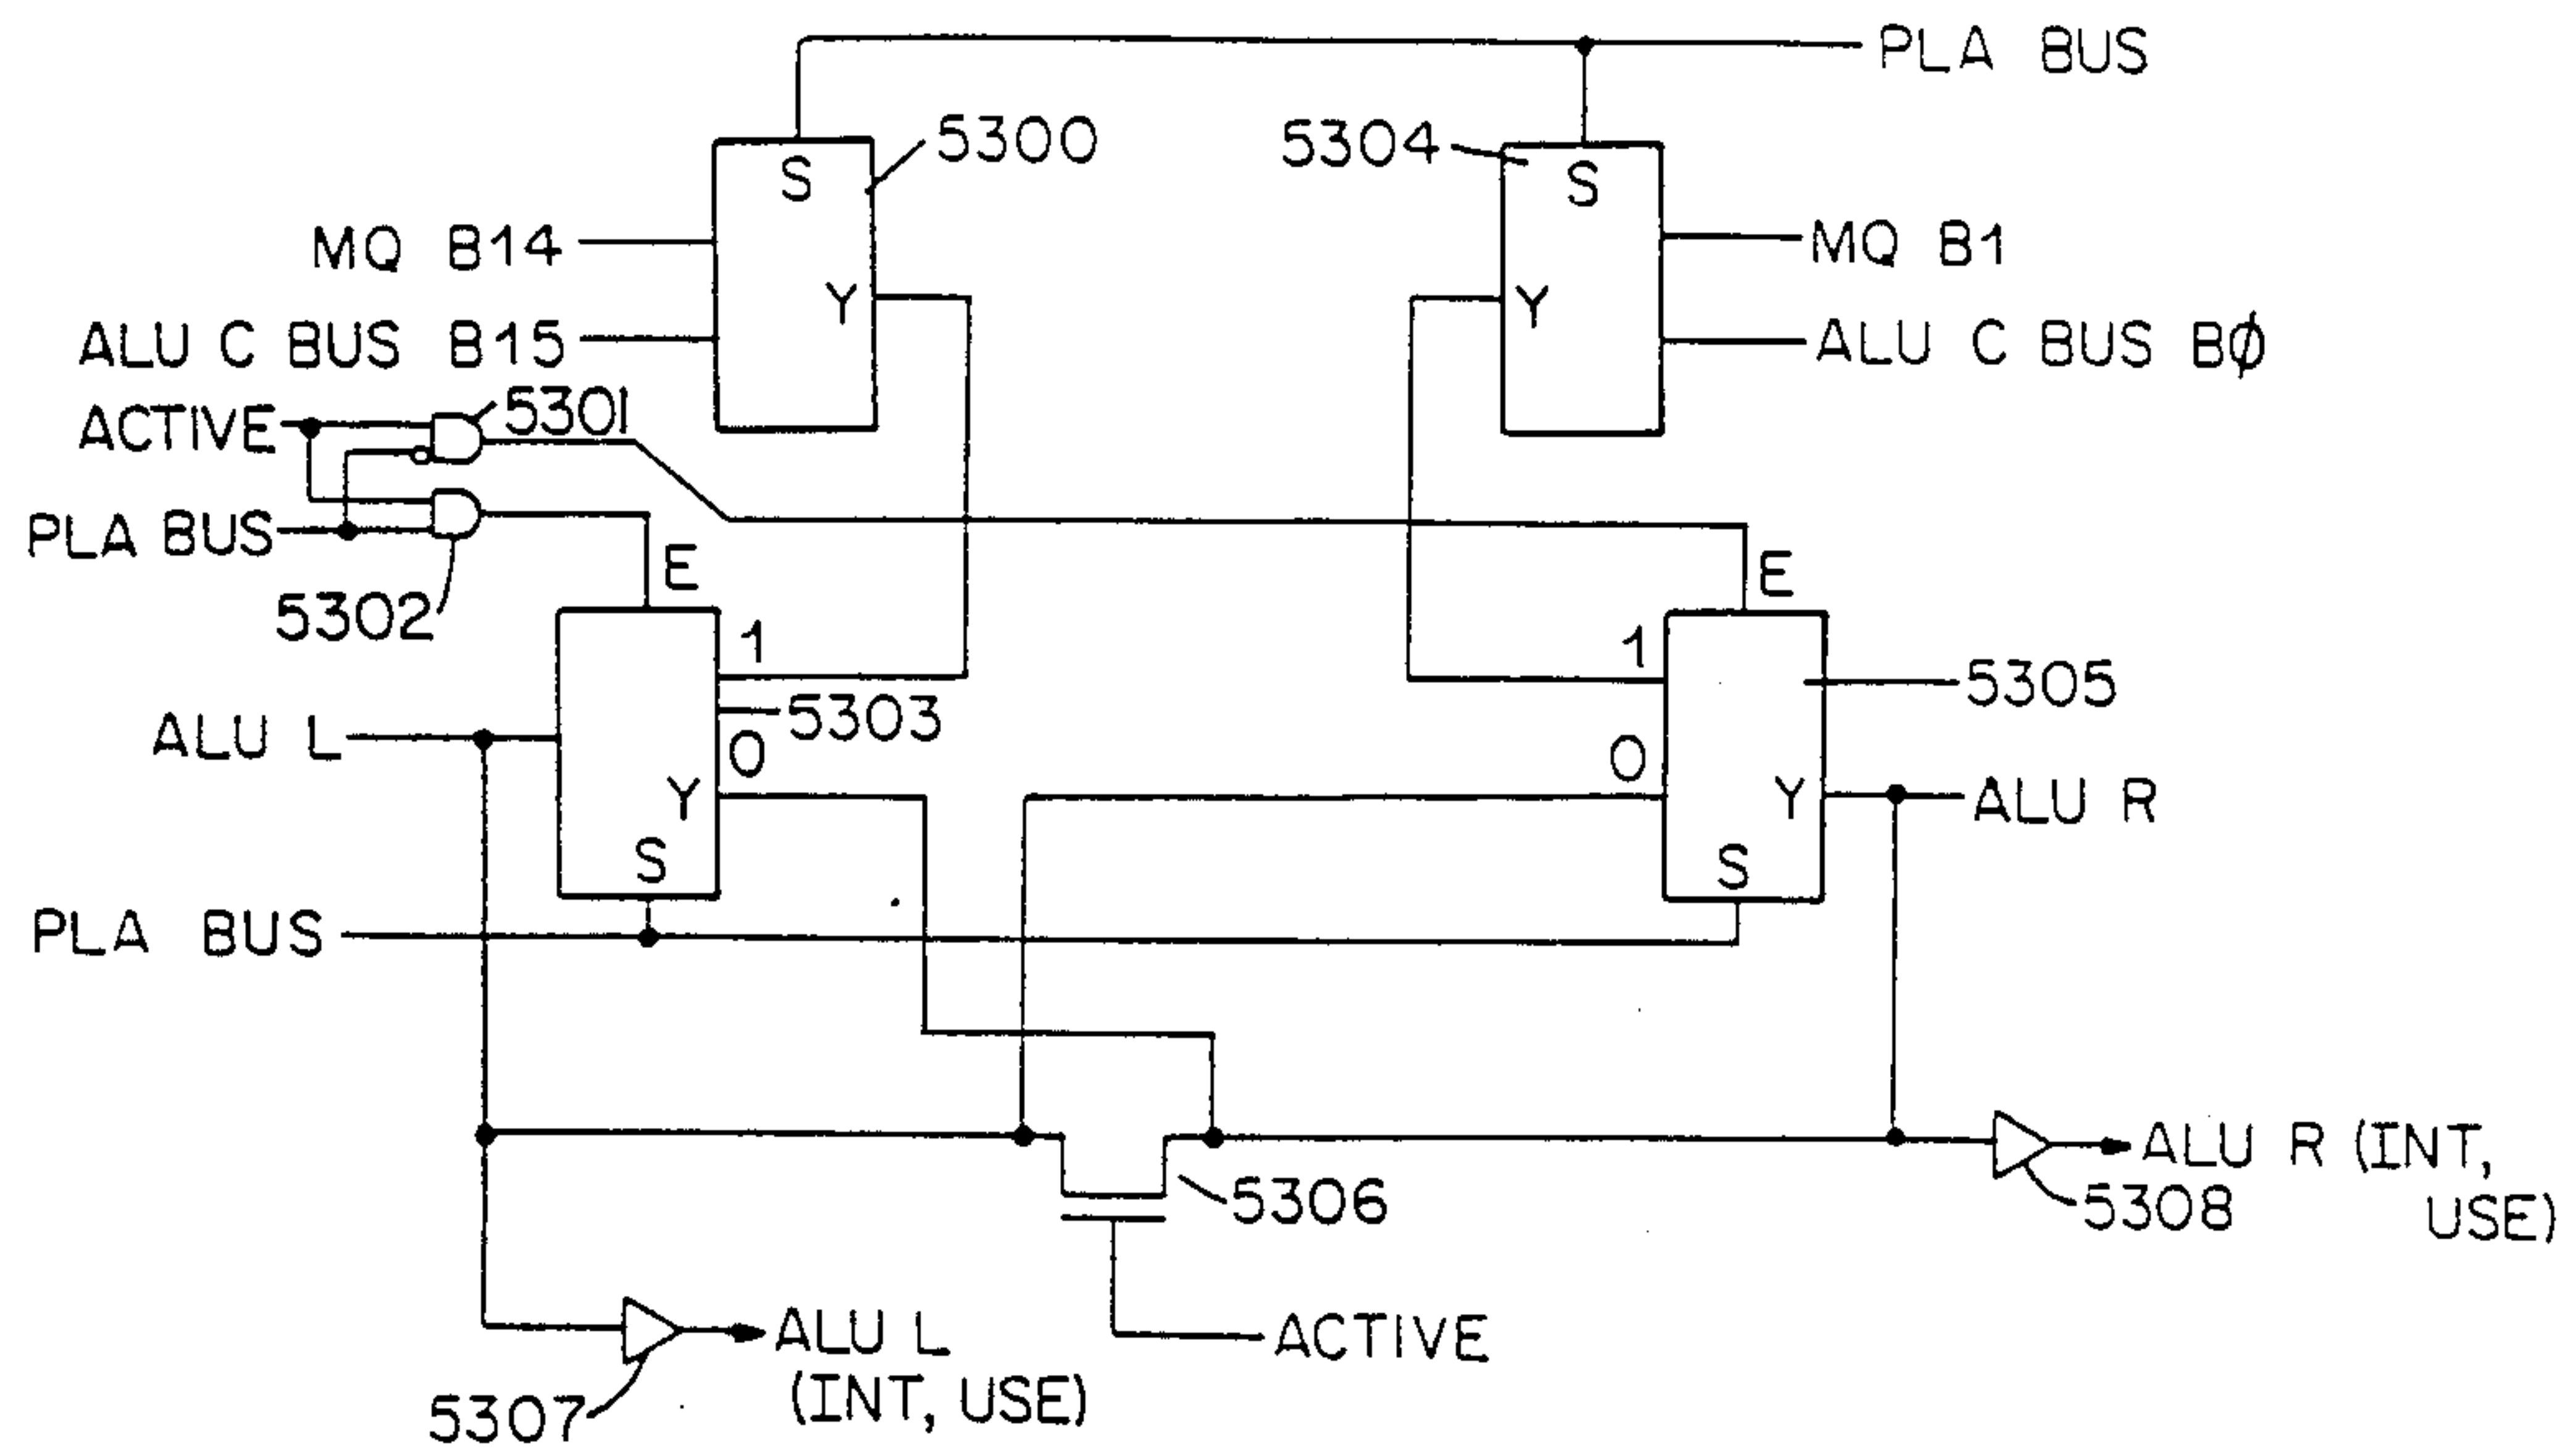 PLA BUS
5300
5304
S
S
MQ B14
MQ B1
Y
Y
ALU C BUS B15
ALU C BUS BØ
ACTIVE
5301
PLA BUS
E
E
5302
1
1
5303
5305
ALU L
0
0
Y
Y
ALU R
S
S
PLA BUS
5306
ALU R (INT,
USE)
5308
ALU L
(INT, USE)
ACTIVE
5307